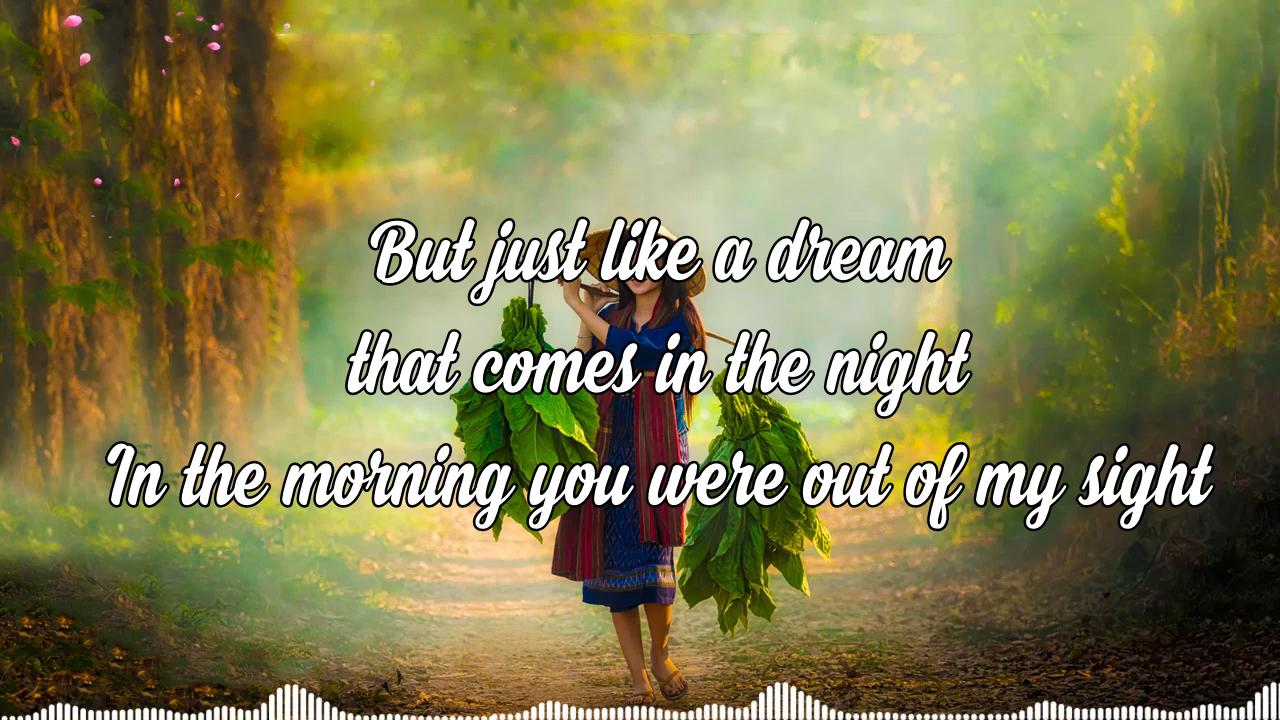 But just like a dream
that comes in the night
In the morning you were out of my sight